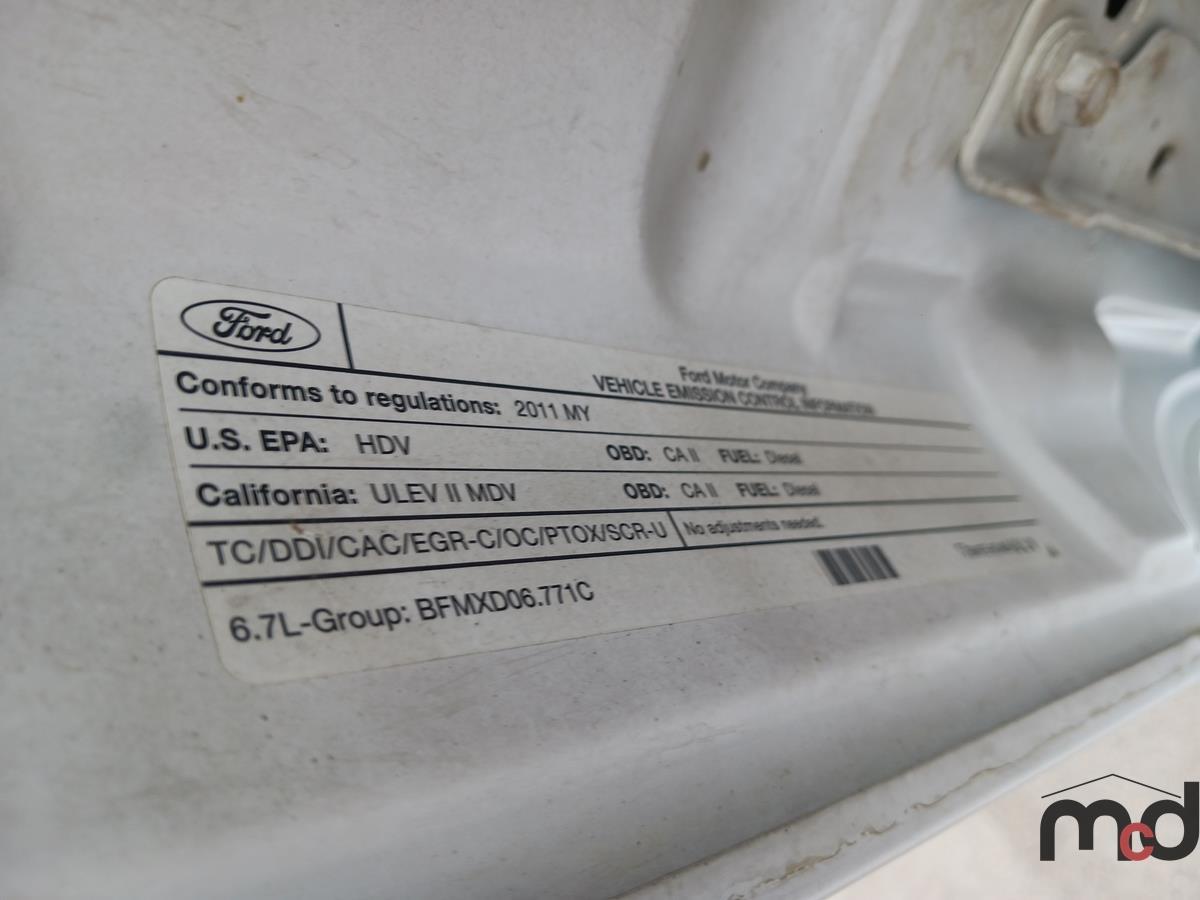 Ford
Ford Motor Company
VEHICLE EMISSION CONTROL INFORMATION
Conforms to regulations: 2011 MY
U.S. EPA: HDV OBD: CA II FUEL: Diesel
California: ULEV II MDV OBD: CA II FUEL: Diesel
TC/DDI/CAC/EGR-C/OC/PTOX/SCR-U No adjustments needed.
6.7L-Group: BFMXD06.771C
mcd